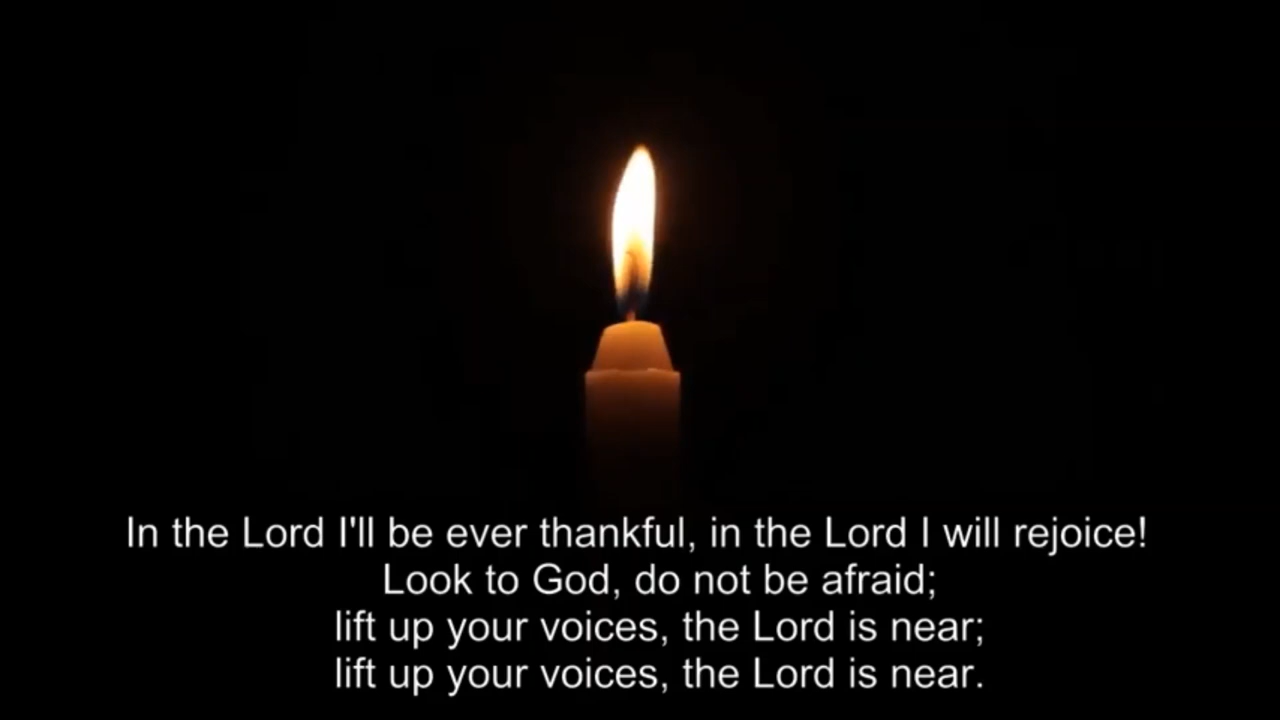 In the Lord I'll be ever thankful, in the Lord I will rejoice!
Look to God, do not be afraid;
lift up your voices, the Lord is near;
lift up your voices, the Lord is near.